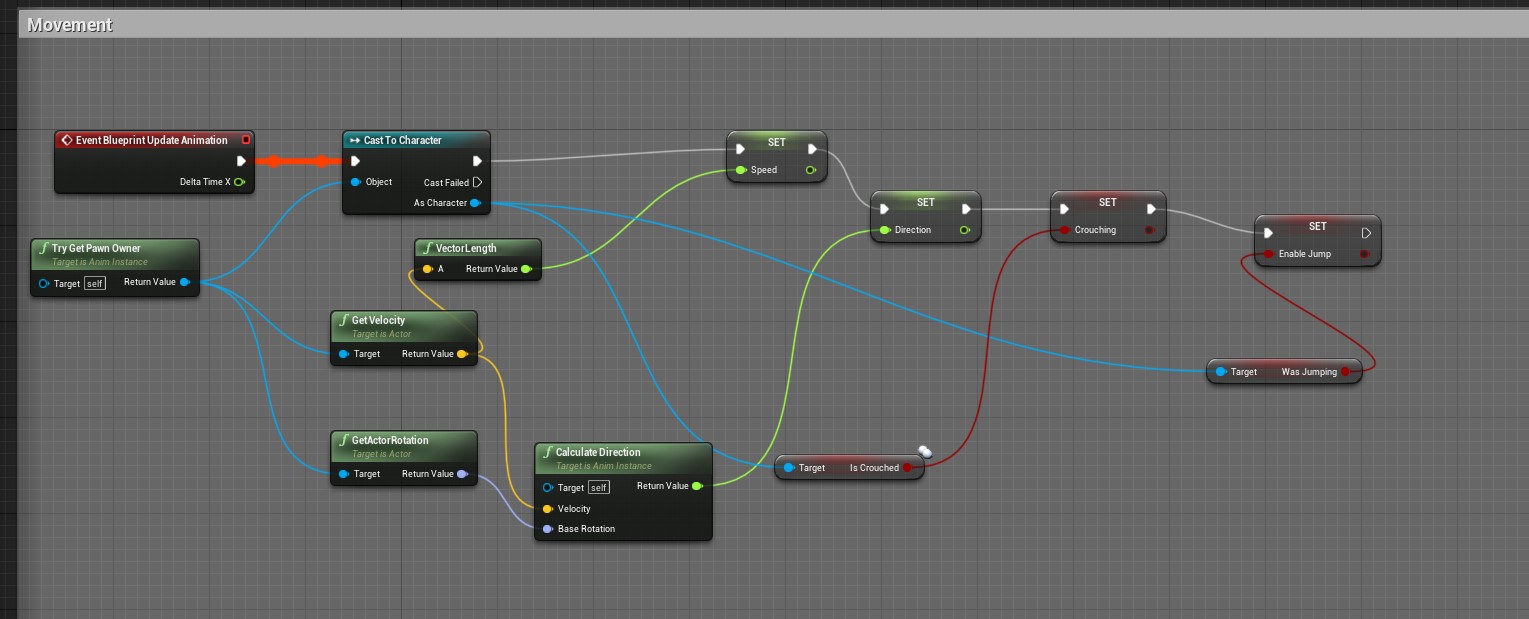 Movement
Event Blueprint Update Animation
Delta Time X
Cast To Character
Object
Cast Failed
As Character
SET
Speed
SET
Direction
SET
Crouching
SET
Enable Jump
Try Get Pawn Owner
Target is Anim Instance
Target self
Return Value
VectorLength
A
Return Value
Get Velocity
Target is Actor
Target
Return Value
GetActorRotation
Target is Actor
Target
Return Value
Calculate Direction
Target is Anim Instance
Target self
Return Value
Velocity
Base Rotation
Target
Is Crouched
Target
Was Jumping